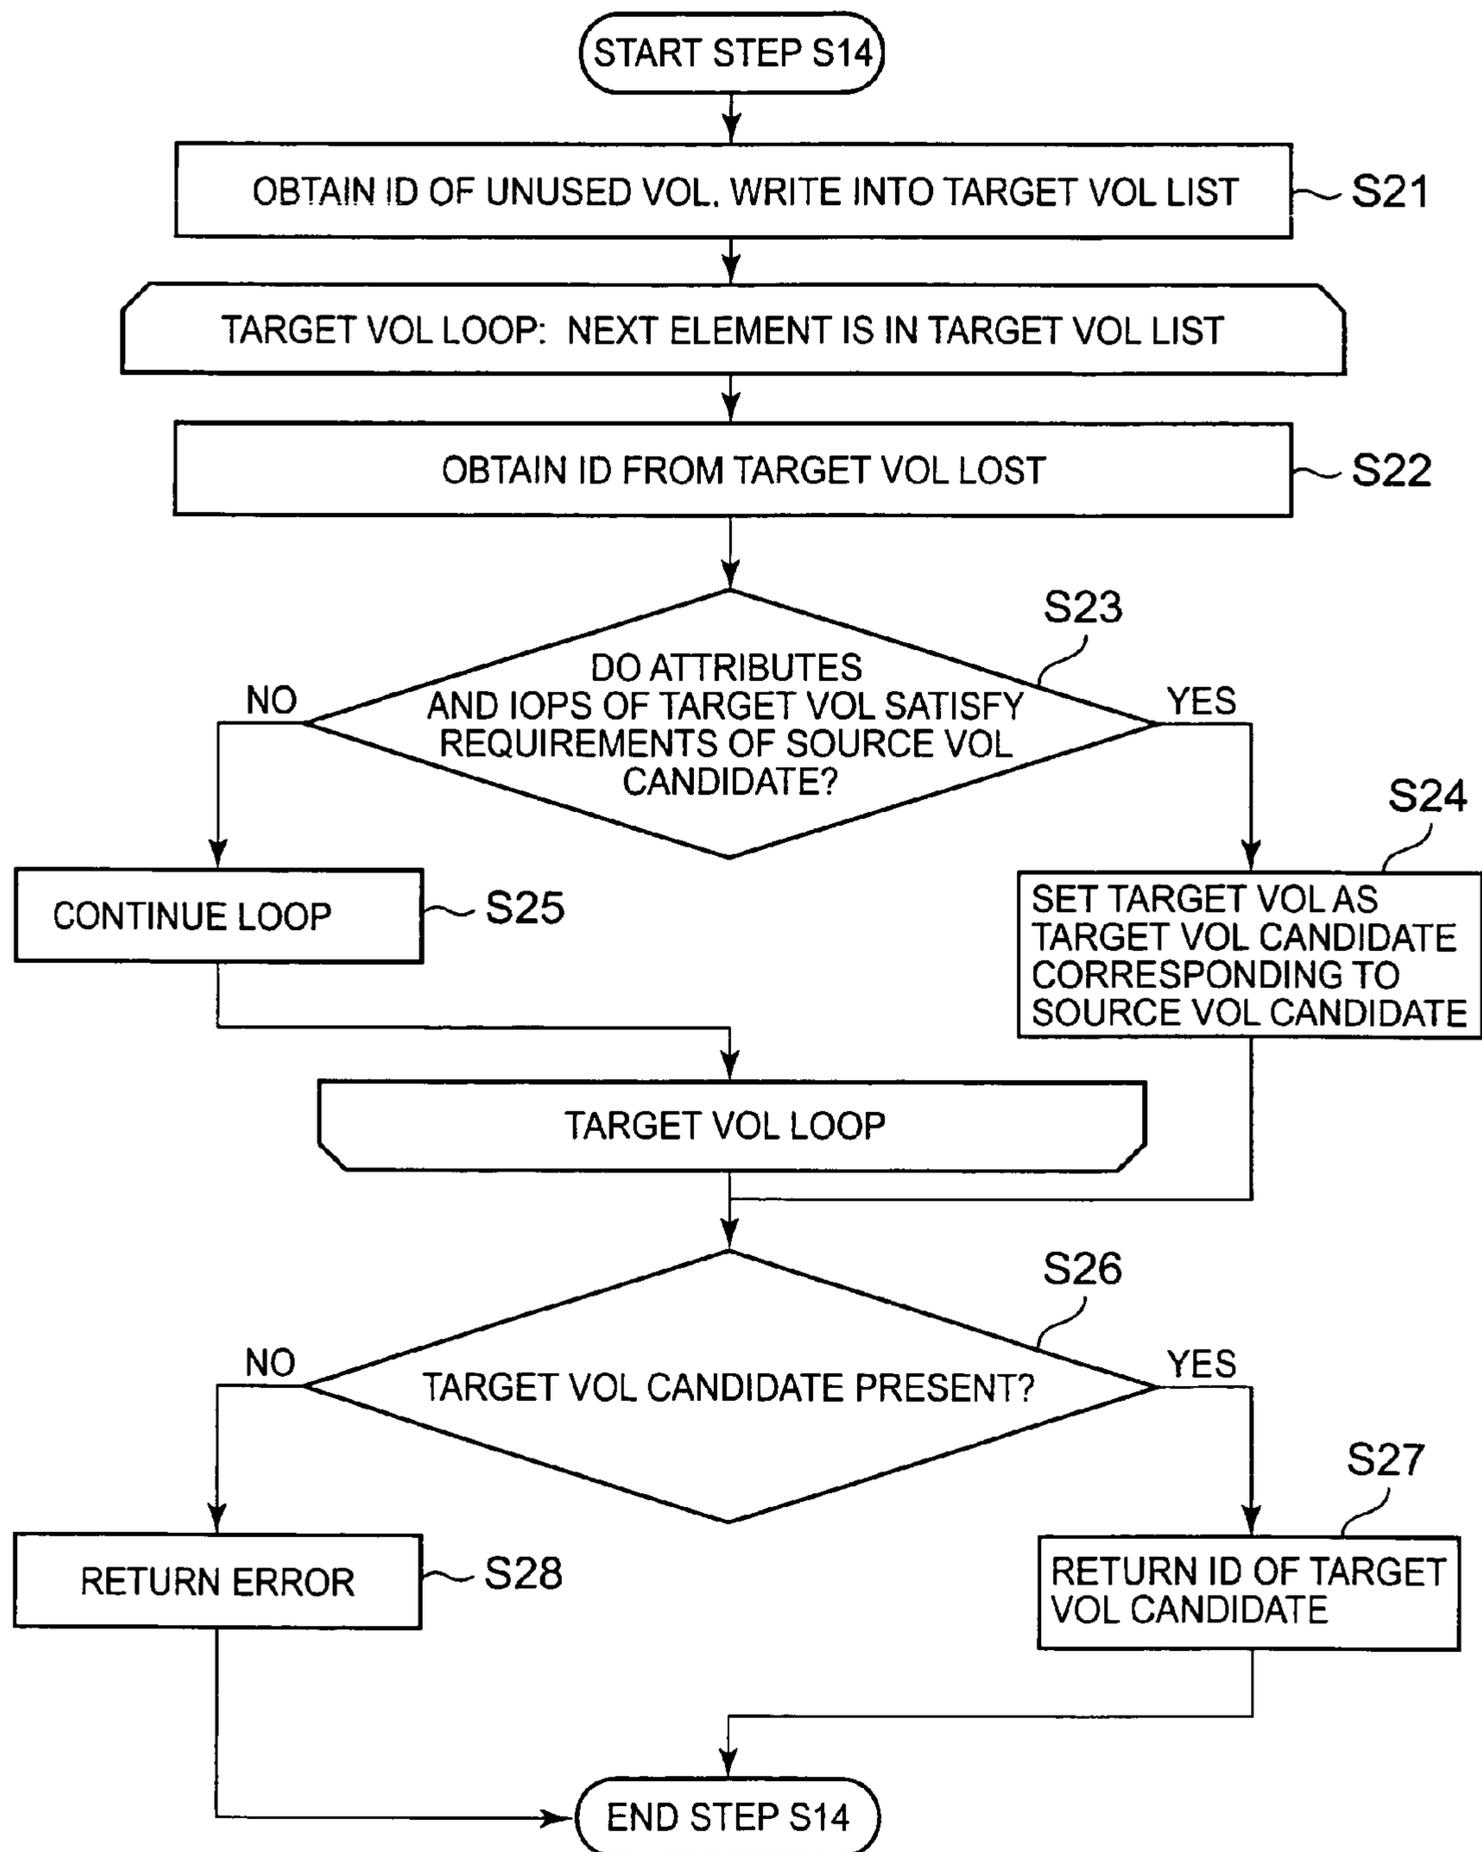 START STEP S14
OBTAIN ID OF UNUSED VOL. WRITE INTO TARGET VOL LIST
S21
TARGET VOL LOOP: NEXT ELEMENT IS IN TARGET VOL LIST
OBTAIN ID FROM TARGET VOL LOST
S22
S23
DO ATTRIBUTES
AND IOPS OF TARGET VOL SATISFY
REQUIREMENTS OF SOURCE VOL
CANDIDATE?
NO
YES
S24
SET TARGET VOL AS
TARGET VOL CANDIDATE
CORRESPONDING TO
SOURCE VOL CANDIDATE
CONTINUE LOOP
S25
TARGET VOL LOOP
S26
TARGET VOL CANDIDATE PRESENT?
NO
YES
S27
RETURN ID OF TARGET
VOL CANDIDATE
RETURN ERROR
S28
END STEP S14